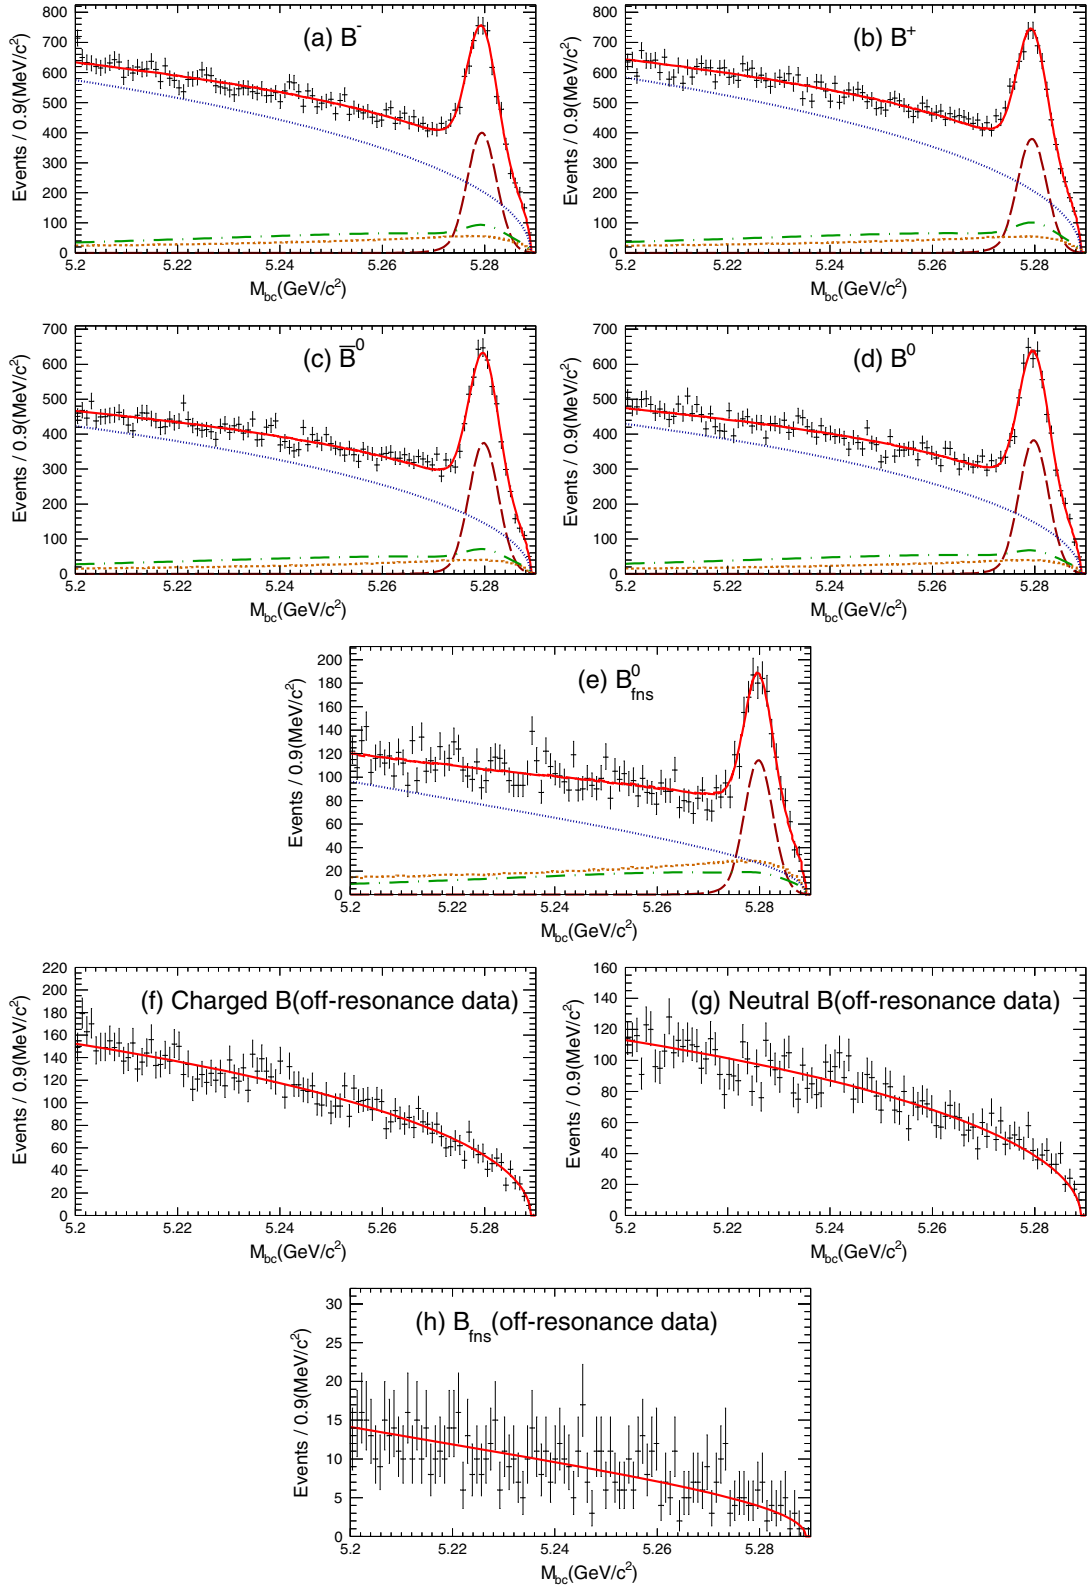 (a) B⁻
Events / 0.9(MeV/c²)
800
700
600
500
400
300
200
100
0
5.2 5.22 5.24 5.26 5.28
M_bc(GeV/c²)
(b) B⁺
Events / 0.9(MeV/c²)
800
700
600
500
400
300
200
100
0
5.2 5.22 5.24 5.26 5.28
M_bc(GeV/c²)
(c) B̅⁰
Events / 0.9(MeV/c²)
700
600
500
400
300
200
100
0
5.2 5.22 5.24 5.26 5.28
M_bc(GeV/c²)
(d) B⁰
Events / 0.9(MeV/c²)
700
600
500
400
300
200
100
0
5.2 5.22 5.24 5.26 5.28
M_bc(GeV/c²)
(e) B⁰_fns
Events / 0.9(MeV/c²)
200
180
160
140
120
100
80
60
40
20
0
5.2 5.22 5.24 5.26 5.28
M_bc(GeV/c²)
(f) Charged B(off-resonance data)
Events / 0.9(MeV/c²)
220
200
180
160
140
120
100
80
60
40
20
0
5.2 5.22 5.24 5.26 5.28
M_bc(GeV/c²)
(g) Neutral B(off-resonance data)
Events / 0.9(MeV/c²)
160
140
120
100
80
60
40
20
0
5.2 5.22 5.24 5.26 5.28
M_bc(GeV/c²)
(h) B_fns(off-resonance data)
Events / 0.9(MeV/c²)
30
25
20
15
10
5
0
5.2 5.22 5.24 5.26 5.28
M_bc(GeV/c²)